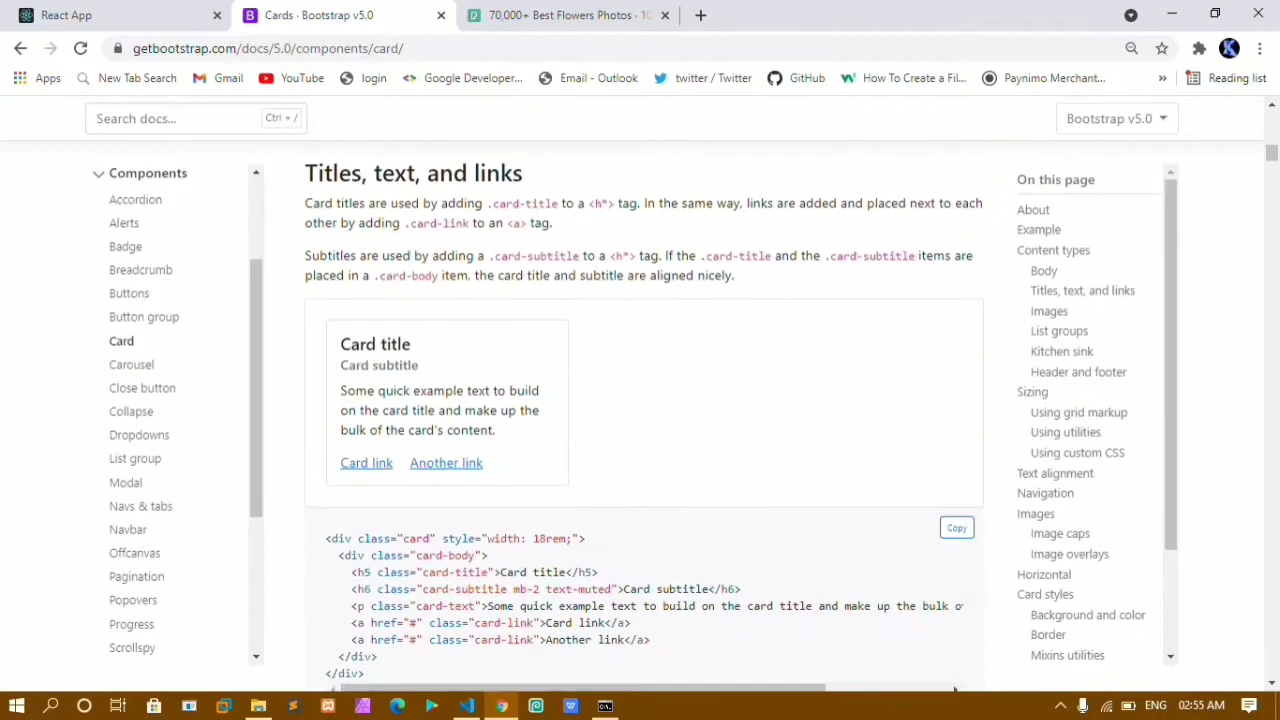 React App
Cards · Bootstrap v5.0
70,000+ Best Flowers Photos · 10
getbootstrap.com/docs/5.0/components/card/
Apps
New Tab Search
Gmail
YouTube
login
Google Developer...
Email - Outlook
twitter / Twitter
GitHub
How To Create a Fil...
Paynimo Merchant...
»
Reading list
Search docs...
Ctrl + /
Bootstrap v5.0
Components
Accordion
Alerts
Badge
Breadcrumb
Buttons
Button group
Card
Carousel
Close button
Collapse
Dropdowns
List group
Modal
Navs & tabs
Navbar
Offcanvas
Pagination
Popovers
Progress
Scrollspy
Titles, text, and links
Card titles are used by adding .card-title to a <h*> tag. In the same way, links are added and placed next to each
other by adding .card-link to an <a> tag.
Subtitles are used by adding a .card-subtitle to a <h*> tag. If the .card-title and the .card-subtitle items are
placed in a .card-body item, the card title and subtitle are aligned nicely.
Card title
Card subtitle
Some quick example text to build
on the card title and make up the
bulk of the card's content.
Card link Another link
Copy
<div class="card" style="width: 18rem;">
<div class="card-body">
<h5 class="card-title">Card title</h5>
<h6 class="card-subtitle mb-2 text-muted">Card subtitle</h6>
<p class="card-text">Some quick example text to build on the card title and make up the bulk o
<a href="#" class="card-link">Card link</a>
<a href="#" class="card-link">Another link</a>
</div>
</div>
On this page
About
Example
Content types
Body
Titles, text, and links
Images
List groups
Kitchen sink
Header and footer
Sizing
Using grid markup
Using utilities
Using custom CSS
Text alignment
Navigation
Images
Image caps
Image overlays
Horizontal
Card styles
Background and color
Border
Mixins utilities
ENG
02:55 AM